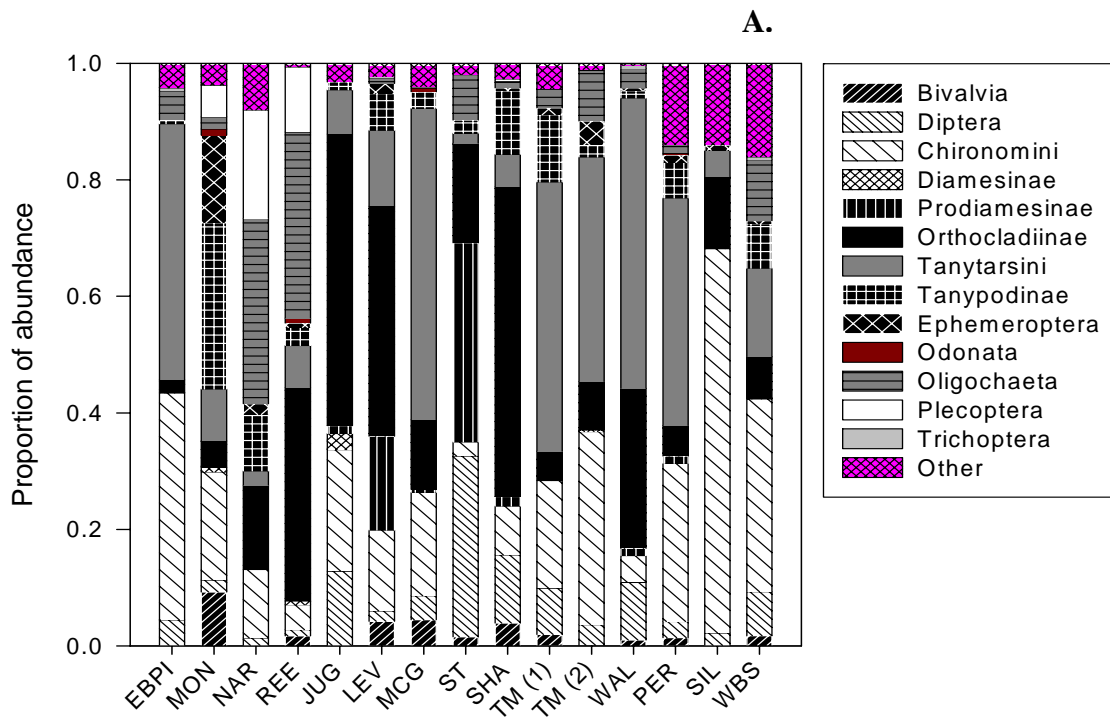 A.
Proportion of abundance
1.0
0.8
0.6
0.4
0.2
0.0
EBPI
MON
NAR
REE
JUG
LEV
MCG
ST
SHA
TM (1)
TM (2)
WAL
PER
SIL
WBS
Bivalvia
Diptera
Chironomini
Diamesinae
Prodiamesinae
Orthocladiinae
Tanytarsini
Tanypodinae
Ephemeroptera
Odonata
Oligochaeta
Plecoptera
Trichoptera
Other